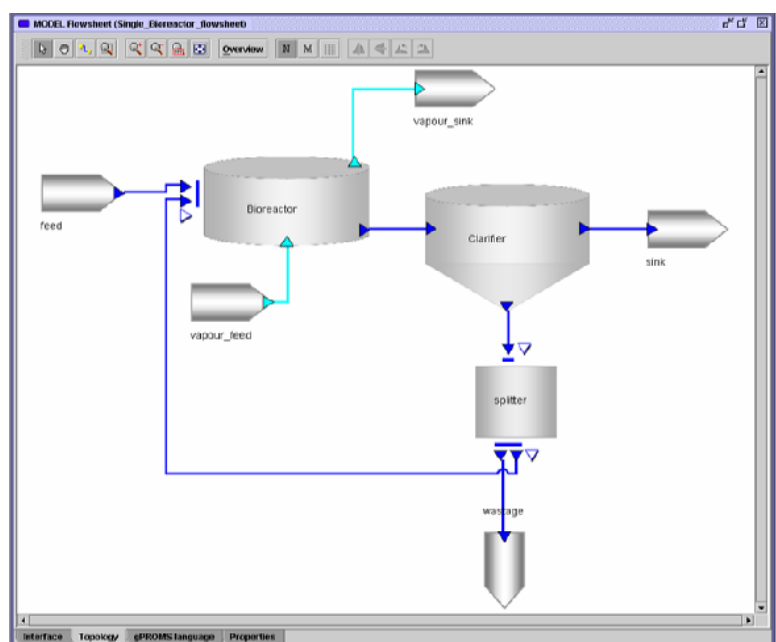 MODEL Flowsheet (Single_Bioreactor_flowsheet)
Overview N M
vapour_sink
feed
Bioreactor
Clarifier
sink
vapour_feed
splitter
wastage
Interface Topology gPROMS language Properties